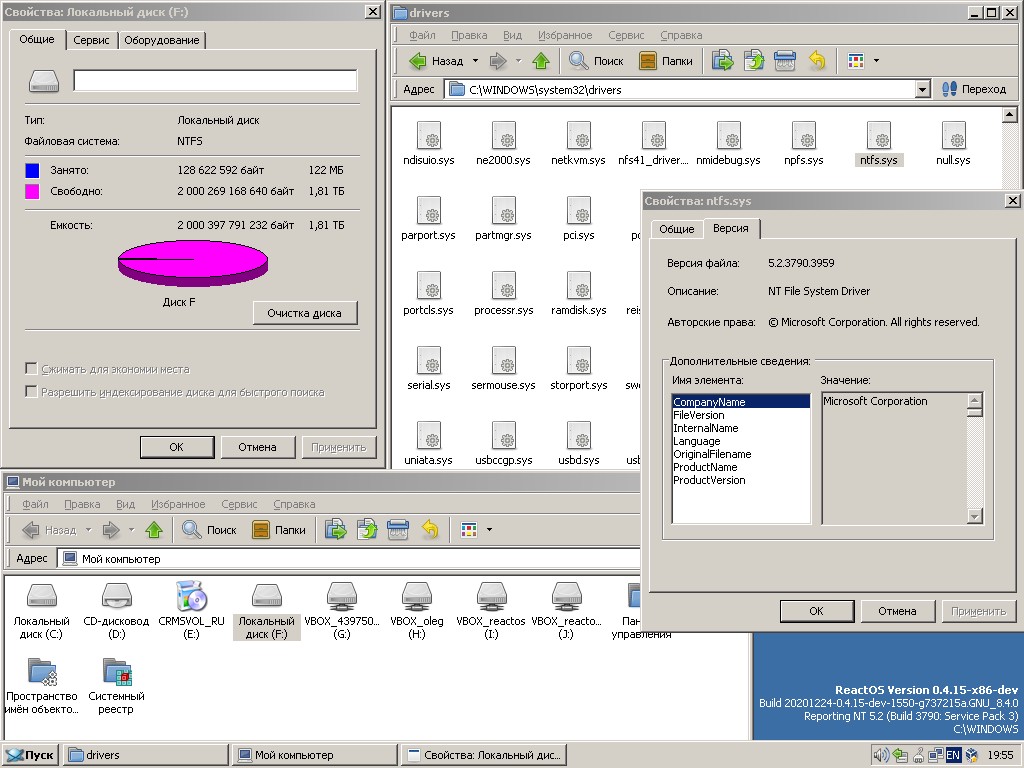 Свойства: Локальный диск (F:)
Общие Сервис Оборудование
Тип: Локальный диск
Файловая система: NTFS
Занято: 128 622 592 байт 122 МБ
Свободно: 2 000 269 168 640 байт 1,81 ТБ
Емкость: 2 000 397 791 232 байт 1,81 ТБ
Диск F
Очистка диска
Сжимать для экономии места
Разрешить индексирование диска для быстрого поиска
OK Отмена Применить
drivers
Файл Правка Вид Избранное Сервис Справка
Назад Поиск Папки
Адрес C:\WINDOWS\system32\drivers Переход
ndisuio.sys ne2000.sys netkvm.sys nfs41_driver.... nmidebug.sys npfs.sys ntfs.sys null.sys
parport.sys partmgr.sys pci.sys
portcls.sys processr.sys ramdisk.sys
serial.sys sermouse.sys storport.sys
uniata.sys usbccgp.sys usbd.sys
Свойства: ntfs.sys
Общие Версия
Версия файла: 5.2.3790.3959
Описание: NT File System Driver
Авторские права: © Microsoft Corporation. All rights reserved.
Дополнительные сведения:
Имя элемента: Значение:
CompanyName Microsoft Corporation
FileVersion
InternalName
Language
OriginalFilename
ProductName
ProductVersion
OK Отмена Применить
Мой компьютер
Файл Правка Вид Избранное Сервис Справка
Назад Поиск Папки
Адрес Мой компьютер
Локальный диск (C:)
CD-дисковод (D:)
CRMSVOL_RU (E:)
Локальный диск (F:)
VBOX_439750... (G:)
VBOX_oleg (H:)
VBOX_reactos (I:)
VBOX_reacto... (J:)
Пан
управления
Пространство имён объекто...
Системный реестр
ReactOS Version 0.4.15-x86-dev
Build 20201224-0.4.15-dev-1550-g737215a.GNU_8.4.0
Reporting NT 5.2 (Build 3790: Service Pack 3)
C:\WINDOWS
Пуск drivers Мой компьютер Свойства: Локальный дис... EN 19:55